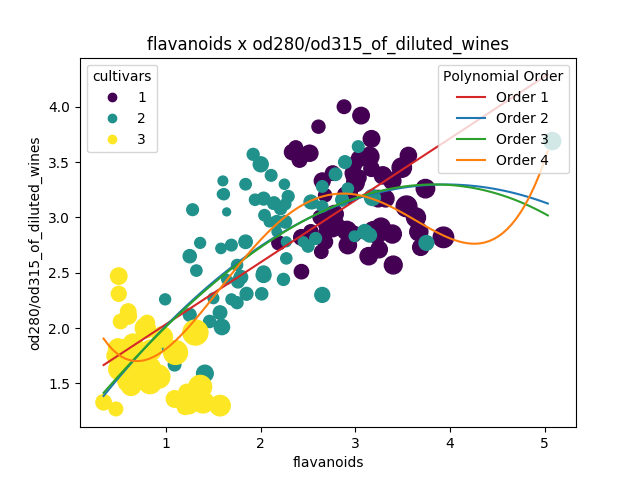 flavanoids x od280/od315_of_diluted_wines
cultivars
1
2
3
Polynomial Order
Order 1
Order 2
Order 3
Order 4
od280/od315_of_diluted_wines
4.0
3.5
3.0
2.5
2.0
1.5
1 2 3 4 5
flavanoids